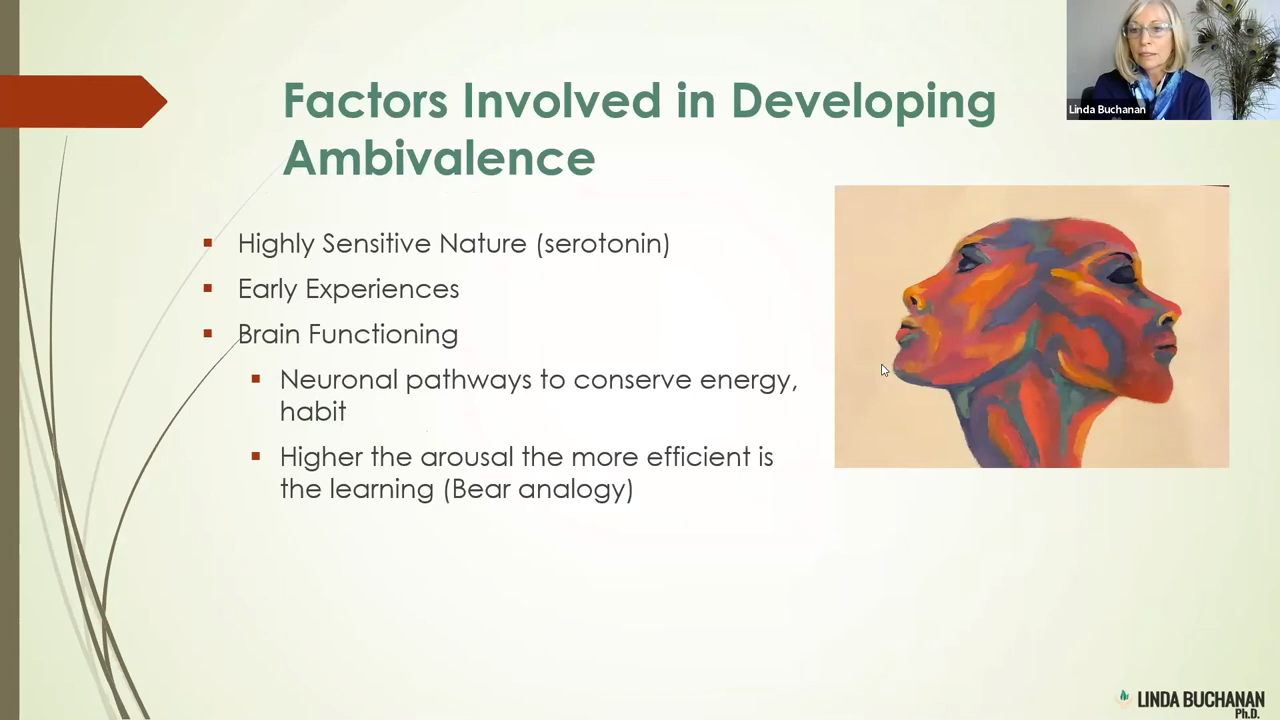 Linda Buchanan
Factors Involved in Developing
Ambivalence
Highly Sensitive Nature (serotonin)
Early Experiences
Brain Functioning
Neuronal pathways to conserve energy,
habit
Higher the arousal the more efficient is
the learning (Bear analogy)
LINDA BUCHANAN
Ph.D.